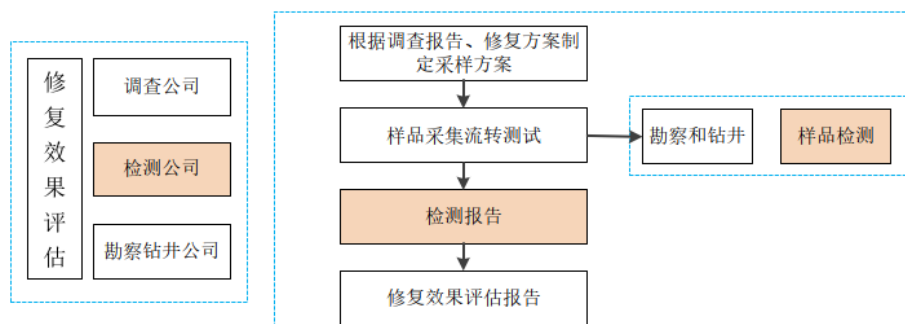 修复效果评估
调查公司
检测公司
勘察钻井公司
根据调查报告、修复方案制
定采样方案
样品采集流转测试
勘察和钻井
样品检测
检测报告
修复效果评估报告